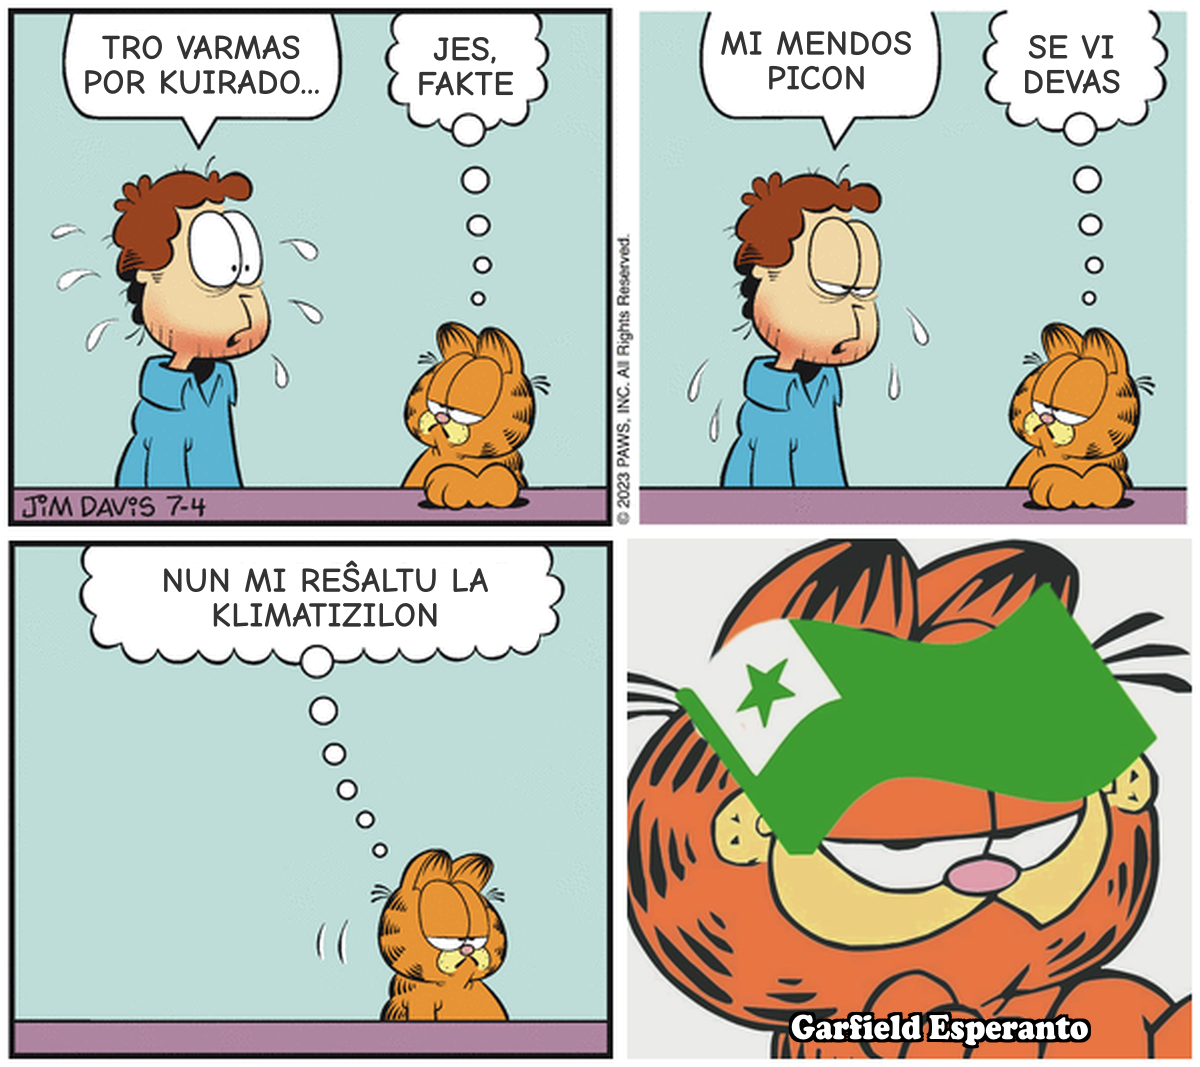 TRO VARMAS
POR KUIRADO...
JES,
FAKTE
JIM DAVIS 7-4
© 2023 PAWS, INC. All Rights Reserved.
MI MENDOS
PICON
SE VI
DEVAS
NUN MI REŜALTU LA
KLIMATIZILON
Garfield Esperanto